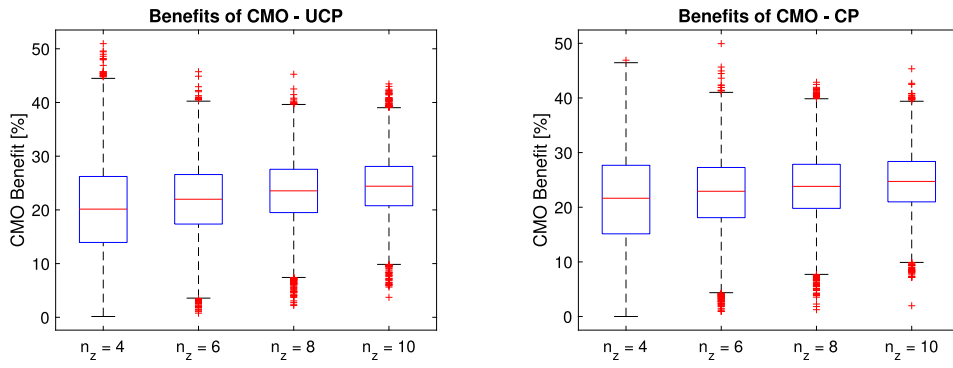 Benefits of CMO - UCP
CMO Benefit [%]
50
40
30
20
10
0
n_z = 4
n_z = 6
n_z = 8
n_z = 10
Benefits of CMO - CP
CMO Benefit [%]
50
40
30
20
10
0
n_z = 4
n_z = 6
n_z = 8
n_z = 10